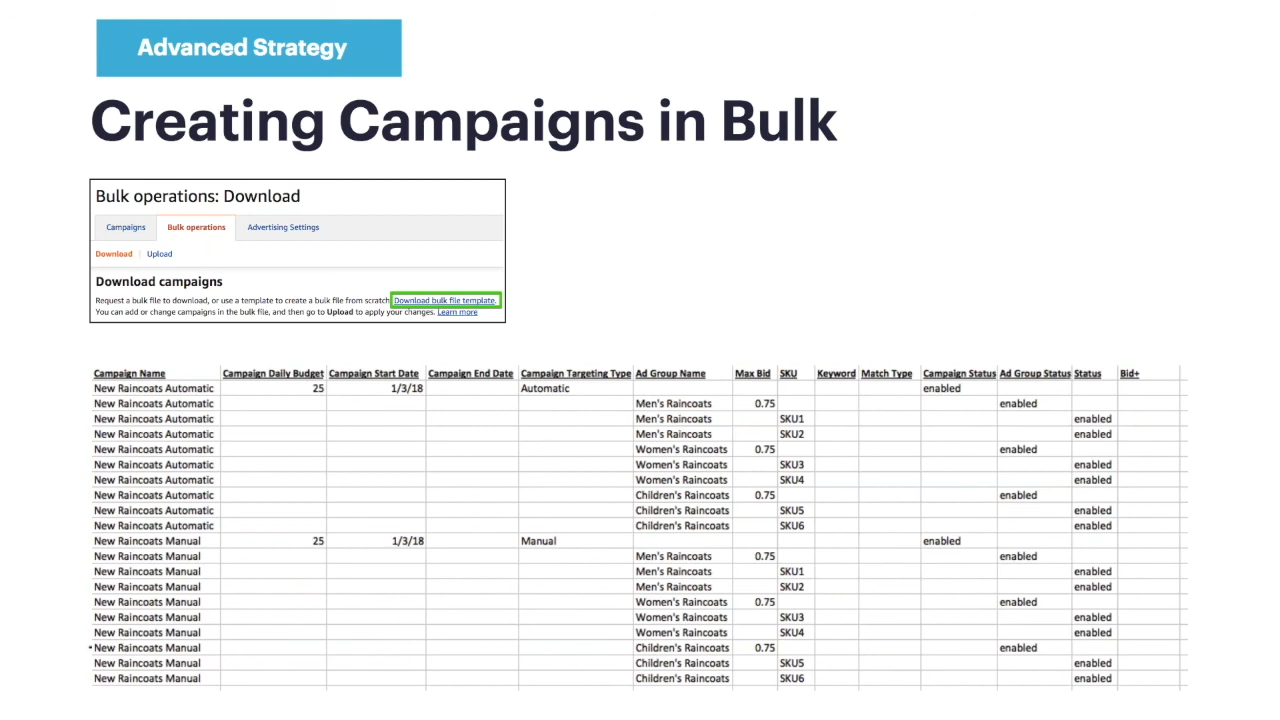 Advanced Strategy
Creating Campaigns in Bulk
Bulk operations: Download
Campaigns Bulk operations Advertising Settings
Download | Upload
Download campaigns
Request a bulk file to download, or use a template to create a bulk file from scratch. Download bulk file template.
You can add or change campaigns in the bulk file, and then go to Upload to apply your changes. Learn more
Campaign Name Campaign Daily Budget Campaign Start Date Campaign End Date Campaign Targeting Type Ad Group Name Max Bid SKU Keyword Match Type Campaign Status Ad Group Status Status Bid+
New Raincoats Automatic 25 1/3/18 Automatic enabled
New Raincoats Automatic Men's Raincoats 0.75 enabled
New Raincoats Automatic Men's Raincoats SKU1 enabled
New Raincoats Automatic Men's Raincoats SKU2 enabled
New Raincoats Automatic Women's Raincoats 0.75 enabled
New Raincoats Automatic Women's Raincoats SKU3 enabled
New Raincoats Automatic Women's Raincoats SKU4 enabled
New Raincoats Automatic Children's Raincoats 0.75 enabled
New Raincoats Automatic Children's Raincoats SKU5 enabled
New Raincoats Automatic Children's Raincoats SKU6 enabled
New Raincoats Manual 25 1/3/18 Manual enabled
New Raincoats Manual Men's Raincoats 0.75 enabled
New Raincoats Manual Men's Raincoats SKU1 enabled
New Raincoats Manual Men's Raincoats SKU2 enabled
New Raincoats Manual Women's Raincoats 0.75 enabled
New Raincoats Manual Women's Raincoats SKU3 enabled
New Raincoats Manual Women's Raincoats SKU4 enabled
New Raincoats Manual Children's Raincoats 0.75 enabled
New Raincoats Manual Children's Raincoats SKU5 enabled
New Raincoats Manual Children's Raincoats SKU6 enabled